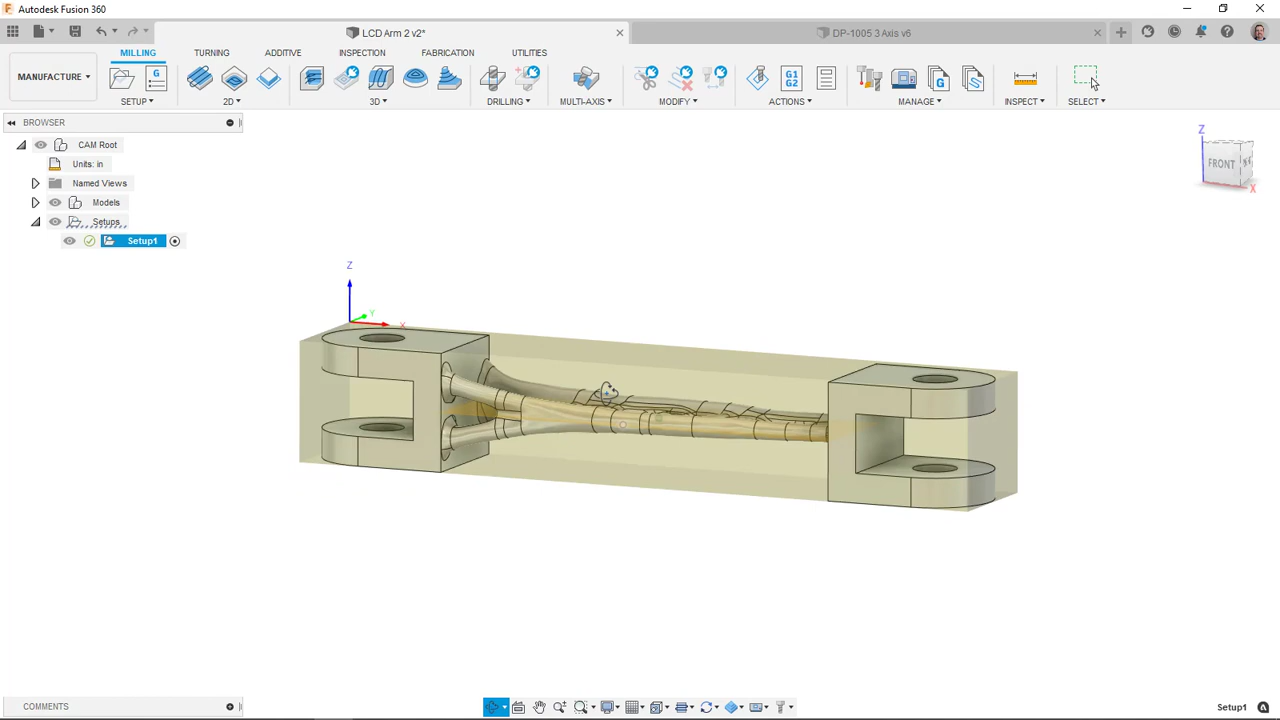 Autodesk Fusion 360
LCD Arm 2 v2*
DP-1005 3 Axis v6
MILLING
TURNING
ADDITIVE
INSPECTION
FABRICATION
UTILITIES
MANUFACTURE
SETUP
2D
3D
DRILLING
MULTI-AXIS
MODIFY
G1
G2
ACTIONS
MANAGE
INSPECT
SELECT
BROWSER
CAM Root
Units: in
Named Views
Models
Setups
Setup1
Z
Y
X
Z
FRONT
X
COMMENTS
Setup1